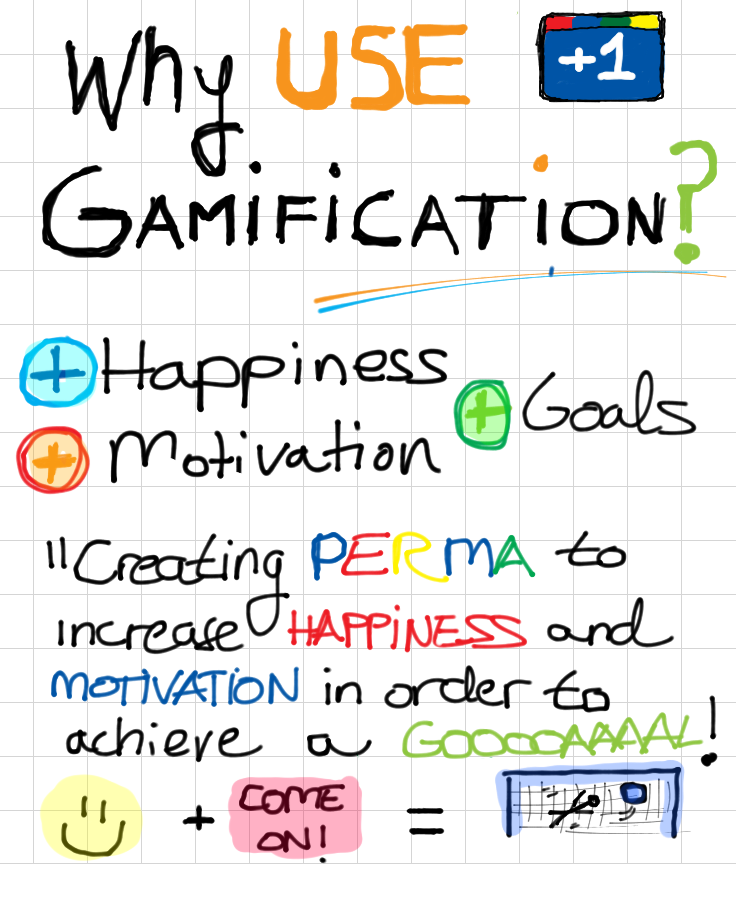 Why USE +1
GAMiFiCATiON?
+ Happiness
+ Goals
+ Motivation
"Creating PERMA to
increase HAPPiNESS and
MOTIVATiON in order to
achieve a GOOOOAAAAAL!
+ COME ON! =